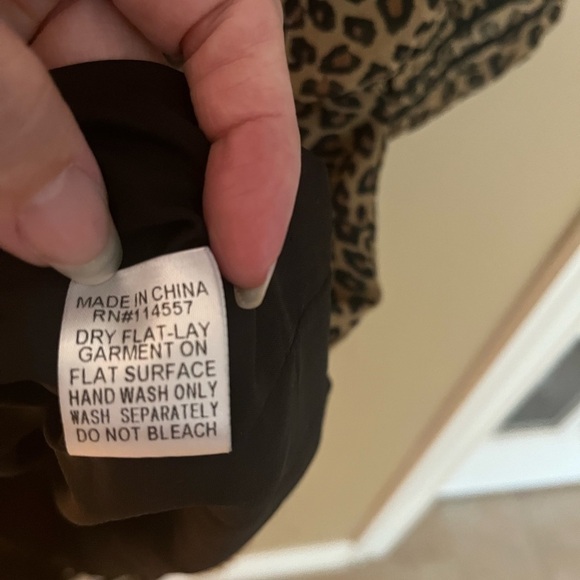 MADE IN CHINA
RN#114557
DRY FLAT-LAY
GARMENT ON
FLAT SURFACE
HAND WASH ONLY
WASH SEPARATELY
DO NOT BLEACH